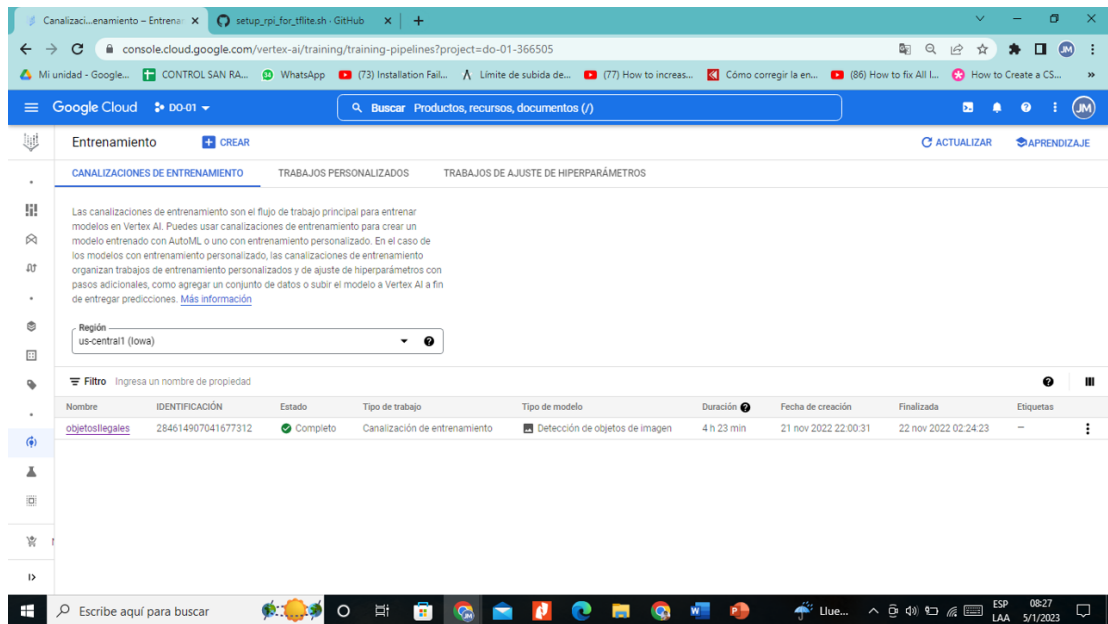 Canalizaci...enamiento – Entrenar
setup_rpi_for_tflite.sh · GitHub
console.cloud.google.com/vertex-ai/training/training-pipelines?project=do-01-366505
JM
Mi unidad - Google...
CONTROL SAN RA...
WhatsApp
(73) Installation Fail...
Límite de subida de...
(77) How to increas...
Cómo corregir la en...
(86) How to fix All I...
How to Create a CS...
»
Google Cloud
DO-01
Buscar Productos, recursos, documentos (/)
JM
Entrenamiento
CREAR
ACTUALIZAR
APRENDIZAJE
CANALIZACIONES DE ENTRENAMIENTO
TRABAJOS PERSONALIZADOS
TRABAJOS DE AJUSTE DE HIPERPARÁMETROS
Las canalizaciones de entrenamiento son el flujo de trabajo principal para entrenar
modelos en Vertex AI. Puedes usar canalizaciones de entrenamiento para crear un
modelo entrenado con AutoML o uno con entrenamiento personalizado. En el caso de
los modelos con entrenamiento personalizado, las canalizaciones de entrenamiento
organizan trabajos de entrenamiento personalizados y de ajuste de hiperparámetros con
pasos adicionales, como agregar un conjunto de datos o subir el modelo a Vertex AI a fin
de entregar predicciones. Más información
Región
us-central1 (Iowa)
Filtro Ingresa un nombre de propiedad
Nombre IDENTIFICACIÓN Estado Tipo de trabajo Tipo de modelo Duración Fecha de creación Finalizada Etiquetas
objetosIlegales 284614907041677312 Completo Canalización de entrenamiento Detección de objetos de imagen 4 h 23 min 21 nov 2022 22:00:31 22 nov 2022 02:24:23 —
Escribe aquí para buscar
Llue...
ESP
LAA
08:27
5/1/2023